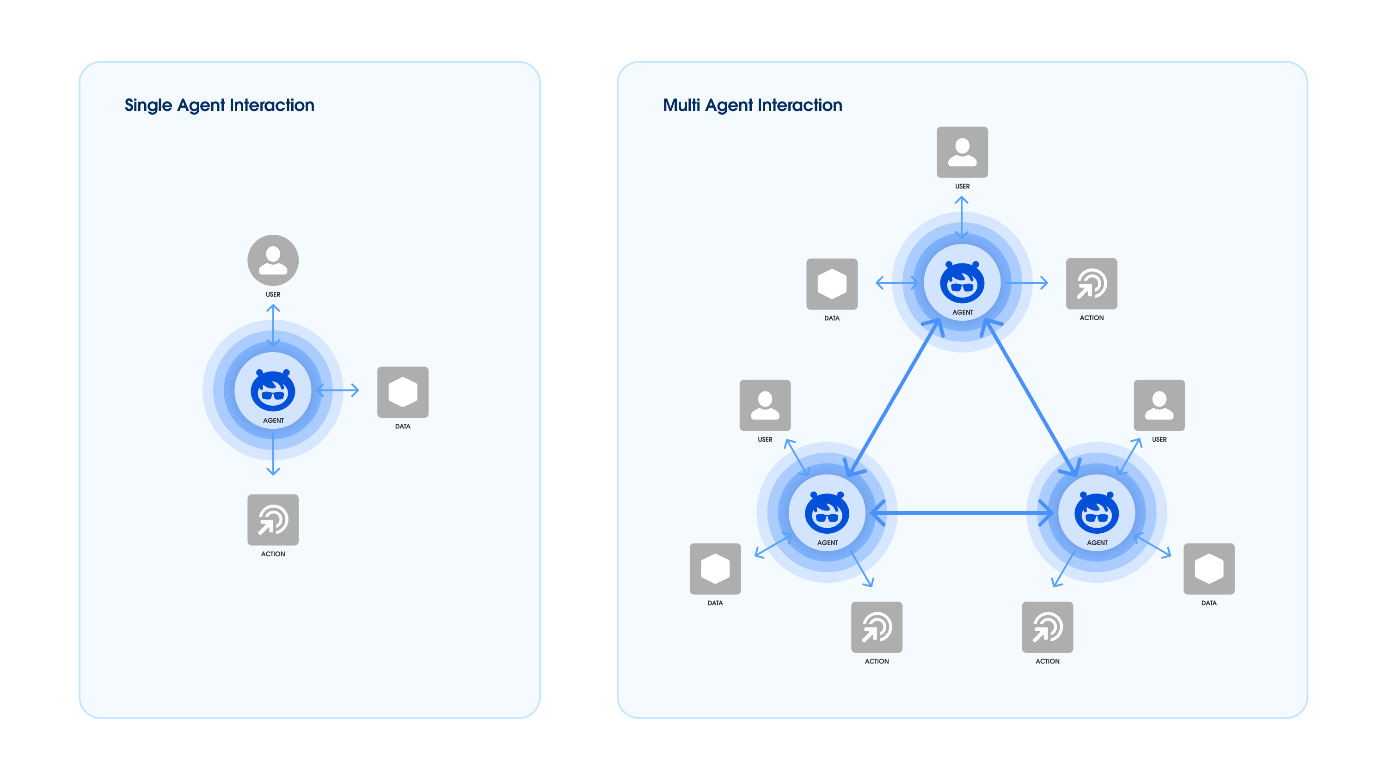 Single Agent Interaction
USER
AGENT
DATA
ACTION
Multi Agent Interaction
USER
DATA
AGENT
ACTION
USER
USER
AGENT
AGENT
DATA
DATA
ACTION
ACTION